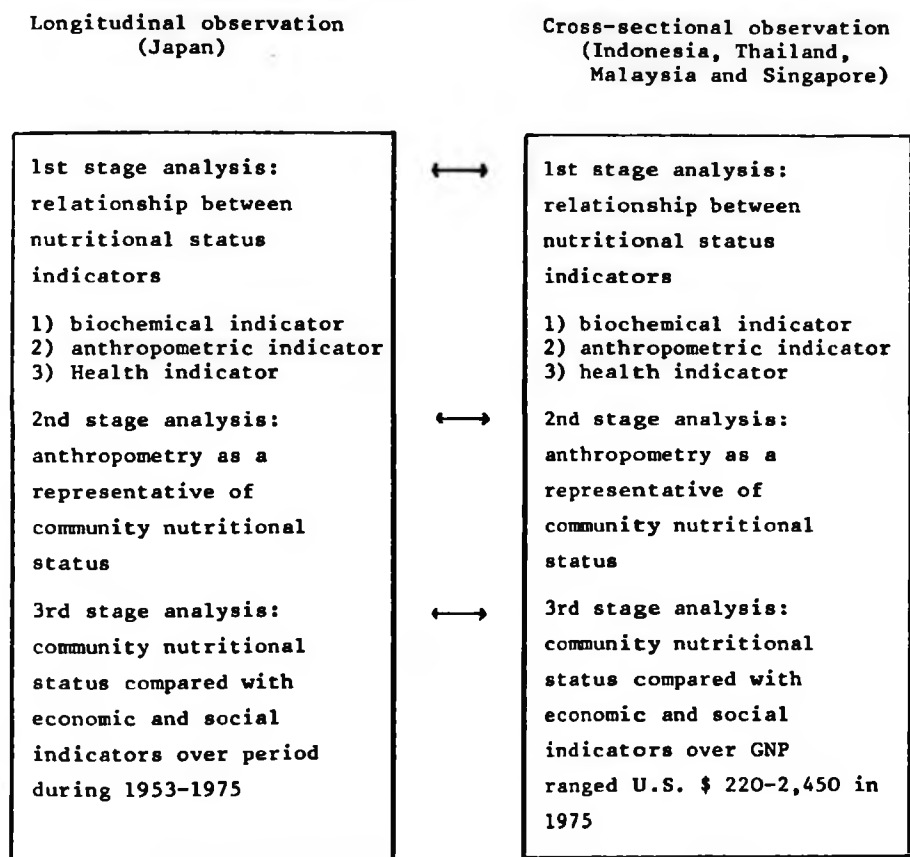 Longitudinal observation
(Japan)
Cross-sectional observation
(Indonesia, Thailand,
Malaysia and Singapore)
1st stage analysis:
relationship between
nutritional status
indicators
1) biochemical indicator
2) anthropometric indicator
3) Health indicator
2nd stage analysis:
anthropometry as a
representative of
community nutritional
status
3rd stage analysis:
community nutritional
status compared with
economic and social
indicators over period
during 1953-1975
1st stage analysis:
relationship between
nutritional status
indicators
1) biochemical indicator
2) anthropometric indicator
3) health indicator
2nd stage analysis:
anthropometry as a
representative of
community nutritional
status
3rd stage analysis:
community nutritional
status compared with
economic and social
indicators over GNP
ranged U.S. $ 220-2,450 in
1975